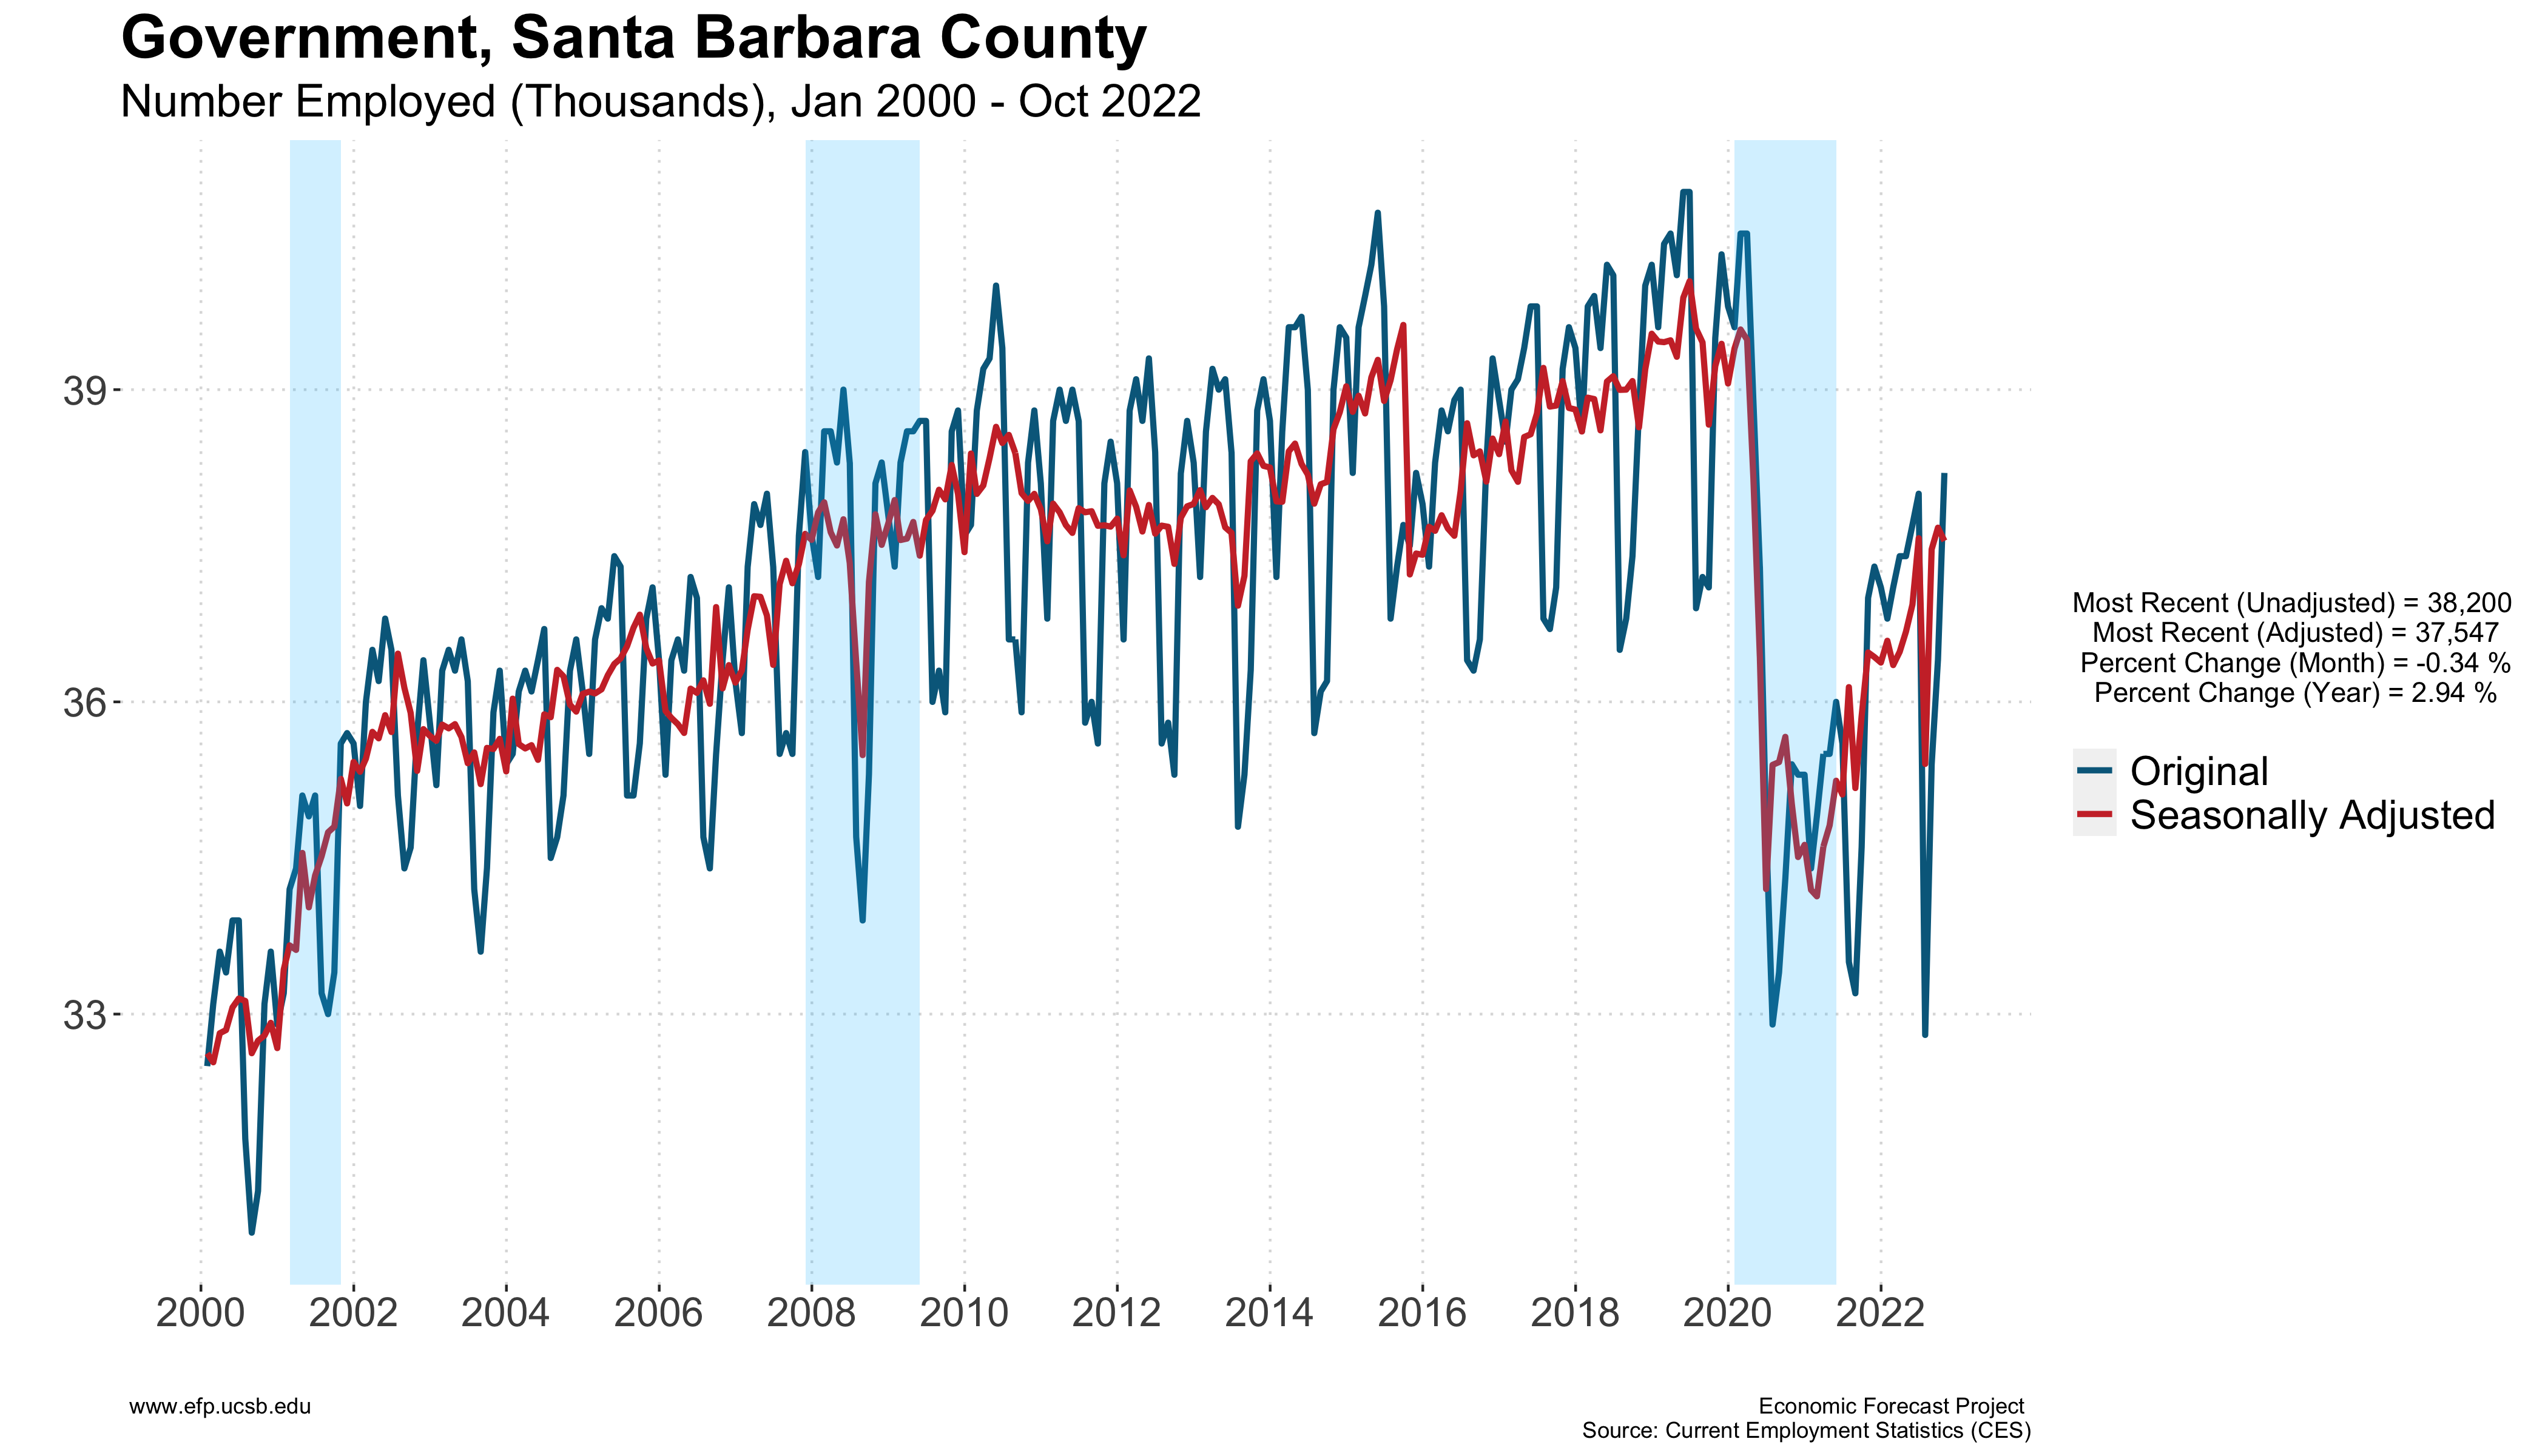 Government, Santa Barbara County
Number Employed (Thousands), Jan 2000 - Oct 2022
39
36
33
2000 2002 2004 2006 2008 2010 2012 2014 2016 2018 2020 2022
Most Recent (Unadjusted) = 38,200
Most Recent (Adjusted) = 37,547
Percent Change (Month) = -0.34 %
Percent Change (Year) = 2.94 %
Original
Seasonally Adjusted
www.efp.ucsb.edu
Economic Forecast Project
Source: Current Employment Statistics (CES)